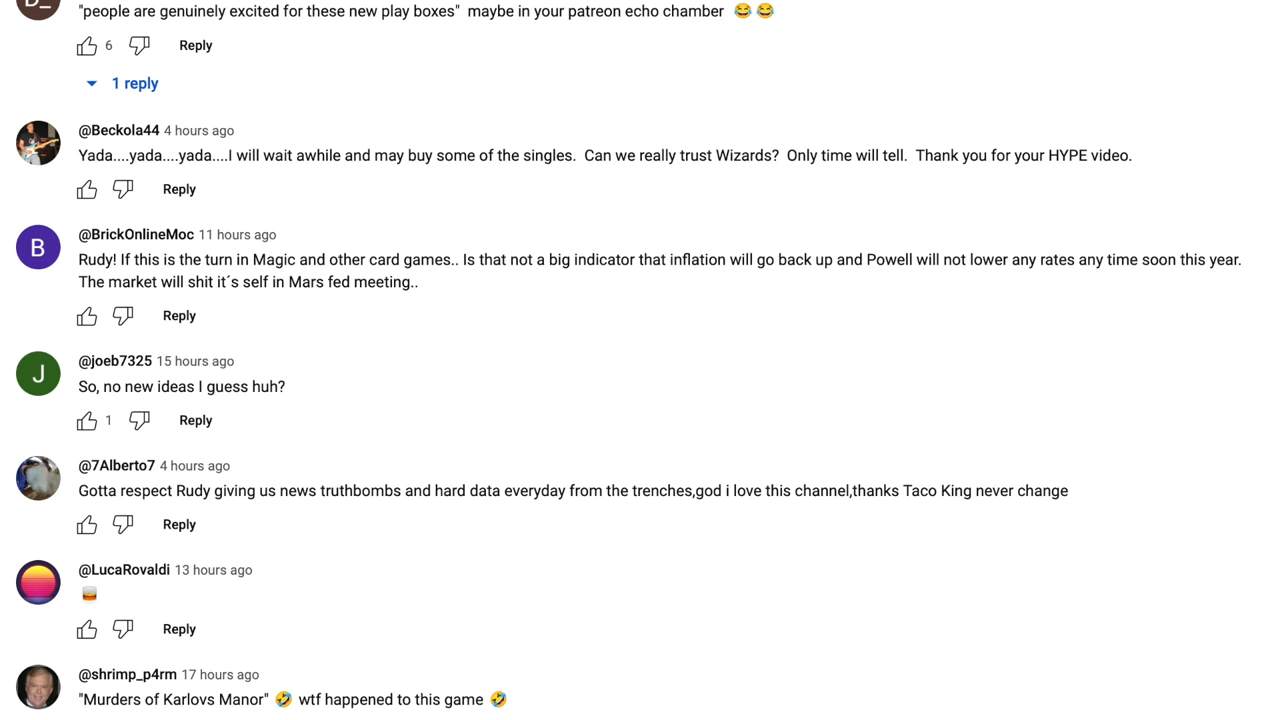 "people are genuinely excited for these new play boxes" maybe in your patreon echo chamber 😂 😂
6 Reply
1 reply
@Beckola44 4 hours ago
Yada....yada....yada....I will wait awhile and may buy some of the singles. Can we really trust Wizards? Only time will tell. Thank you for your HYPE video.
Reply
B
@BrickOnlineMoc 11 hours ago
Rudy! If this is the turn in Magic and other card games.. Is that not a big indicator that inflation will go back up and Powell will not lower any rates any time soon this year.
The market will shit it´s self in Mars fed meeting..
Reply
J
@joeb7325 15 hours ago
So, no new ideas I guess huh?
1 Reply
@7Alberto7 4 hours ago
Gotta respect Rudy giving us news truthbombs and hard data everyday from the trenches,god i love this channel,thanks Taco King never change
Reply
@LucaRovaldi 13 hours ago
🥃
Reply
@shrimp_p4rm 17 hours ago
"Murders of Karlovs Manor" 🤣 wtf happened to this game 🤣